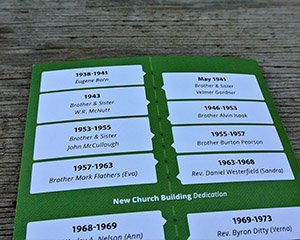 1938-1941
Eugene Born
1943
Brother & Sister
W.R. McNutt
1953-1955
Brother & Sister
John McCullough
1957-1963
Brother Mark Flathers (Eva)
May 1941
Brother & Sister
Velmer Gardner
1946-1953
Brother Alvin Isaak
1955-1957
Brother Burton Pearson
1963-1968
Rev. Daniel Westerfield (Sandra)
New Church Building Dedication
1968-1969
A. Nelson (Ann)
1969-1973
Rev. Byron Ditty (Verna)